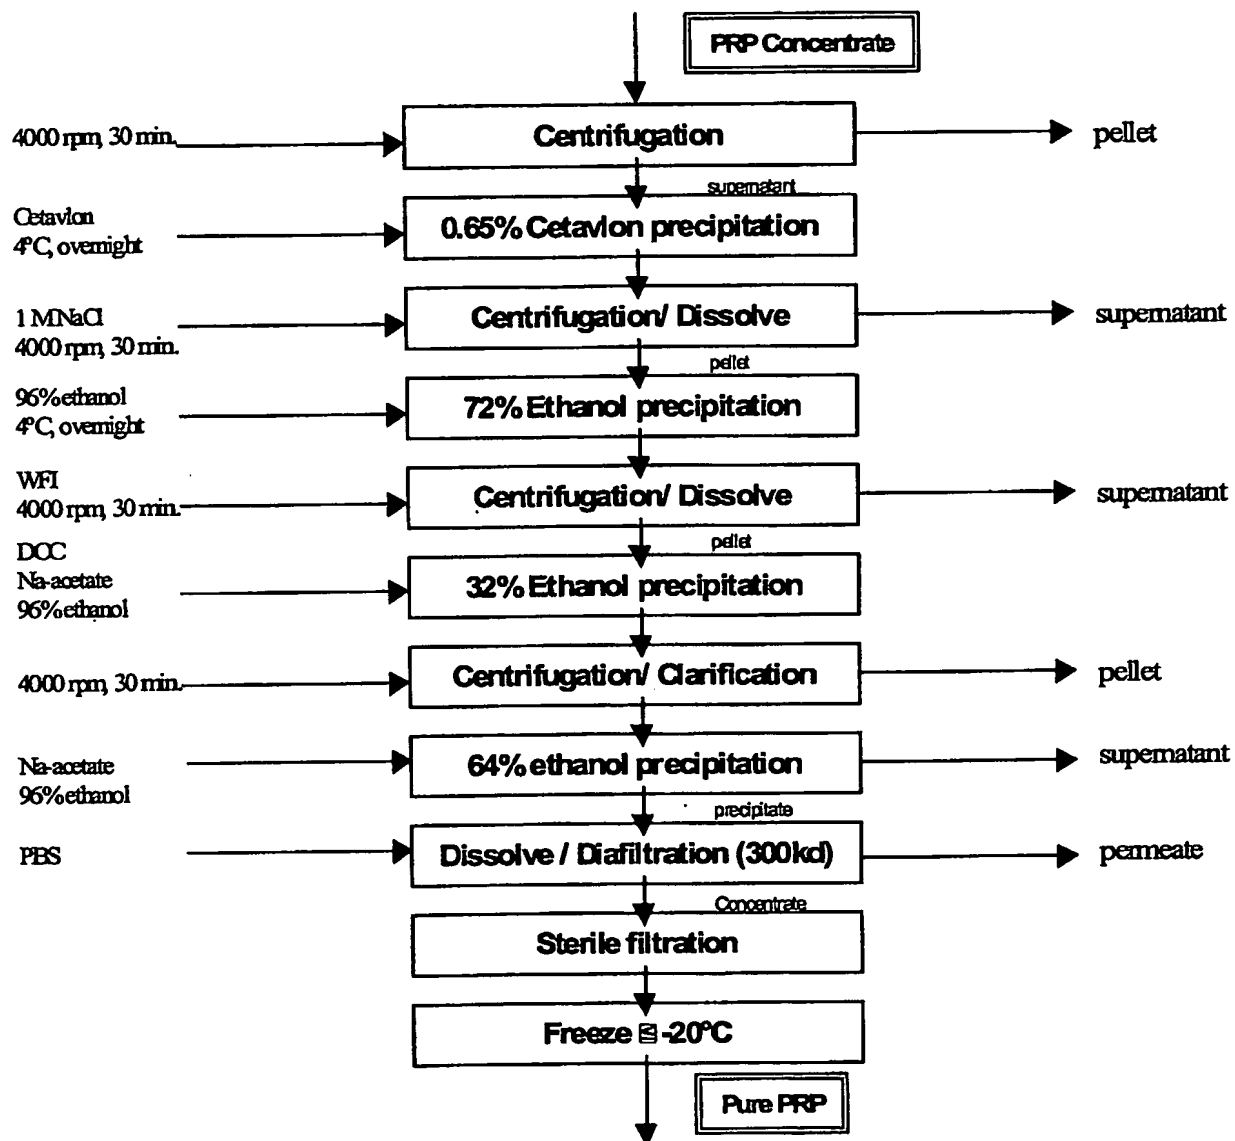 PRP Concentrate
4000 rpm, 30 min.
Centrifugation
pellet
supernatant
Cetavlon
4°C, overnight
0.65% Cetavlon precipitation
1 M NaCl
4000 rpm, 30 min.
Centrifugation/ Dissolve
supernatant
pellet
96% ethanol
4°C, overnight
72% Ethanol precipitation
WFI
4000 rpm, 30 min.
Centrifugation/ Dissolve
supernatant
pellet
DOC
Na-acetate
96% ethanol
32% Ethanol precipitation
4000 rpm, 30 min.
Centrifugation/ Clarification
pellet
Na-acetate
96% ethanol
64% ethanol precipitation
supernatant
precipitate
PBS
Dissolve / Diafiltration (300kd)
permeate
Concentrate
Sterile filtration
Freeze ≤ -20°C
Pure PRP